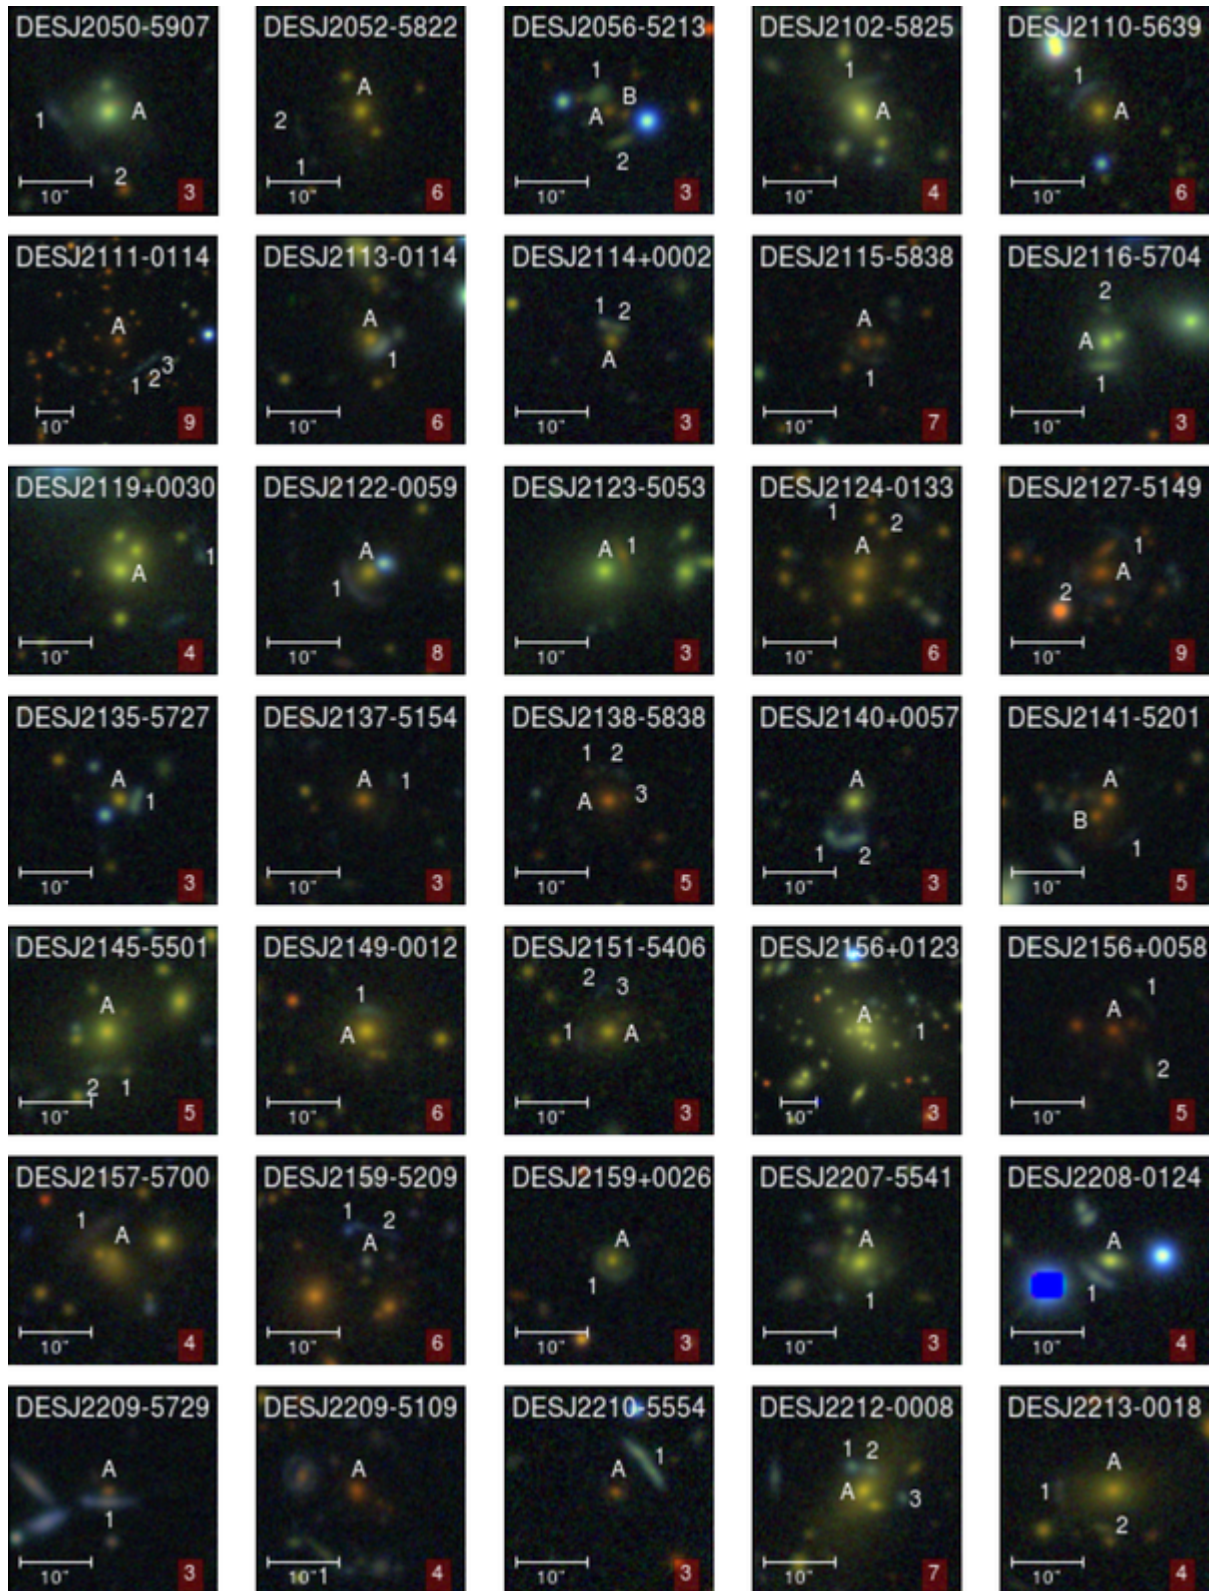 DESJ2050-5907
A
1
2
10"
3
DESJ2052-5822
A
2
1
10"
6
DESJ2056-5213
1
B
A
2
10"
3
DESJ2102-5825
1
A
10"
4
DESJ2110-5639
1
A
10"
6
DESJ2111-0114
A
3
2
1
10"
9
DESJ2113-0114
A
1
10"
6
DESJ2114+0002
1 2
A
10"
3
DESJ2115-5838
A
1
10"
7
DESJ2116-5704
2
A
1
10"
3
DESJ2119+0030
1
A
10"
4
DESJ2122-0059
A
1
10"
8
DESJ2123-5053
A 1
10"
3
DESJ2124-0133
1
2
A
10"
6
DESJ2127-5149
1
A
2
10"
9
DESJ2135-5727
A
1
10"
3
DESJ2137-5154
A 1
10"
3
DESJ2138-5838
1 2
A 3
10"
5
DESJ2140+0057
A
1 2
10"
3
DESJ2141-5201
A
B
1
10"
5
DESJ2145-5501
A
2 1
10"
5
DESJ2149-0012
1
A
10"
6
DESJ2151-5406
2 3
1 A
10"
3
DESJ2156+0123
A
1
10"
3
DESJ2156+0058
1
A
2
10"
5
DESJ2157-5700
1
A
10"
4
DESJ2159-5209
1 2
A
10"
6
DESJ2159+0026
A
1
10"
3
DESJ2207-5541
A
1
10"
3
DESJ2208-0124
A
1
10"
4
DESJ2209-5729
A
1
10"
3
DESJ2209-5109
A
1
10"
4
DESJ2210-5554
1
A
10"
3
DESJ2212-0008
1 2
A
3
10"
7
DESJ2213-0018
A
1
2
10"
4